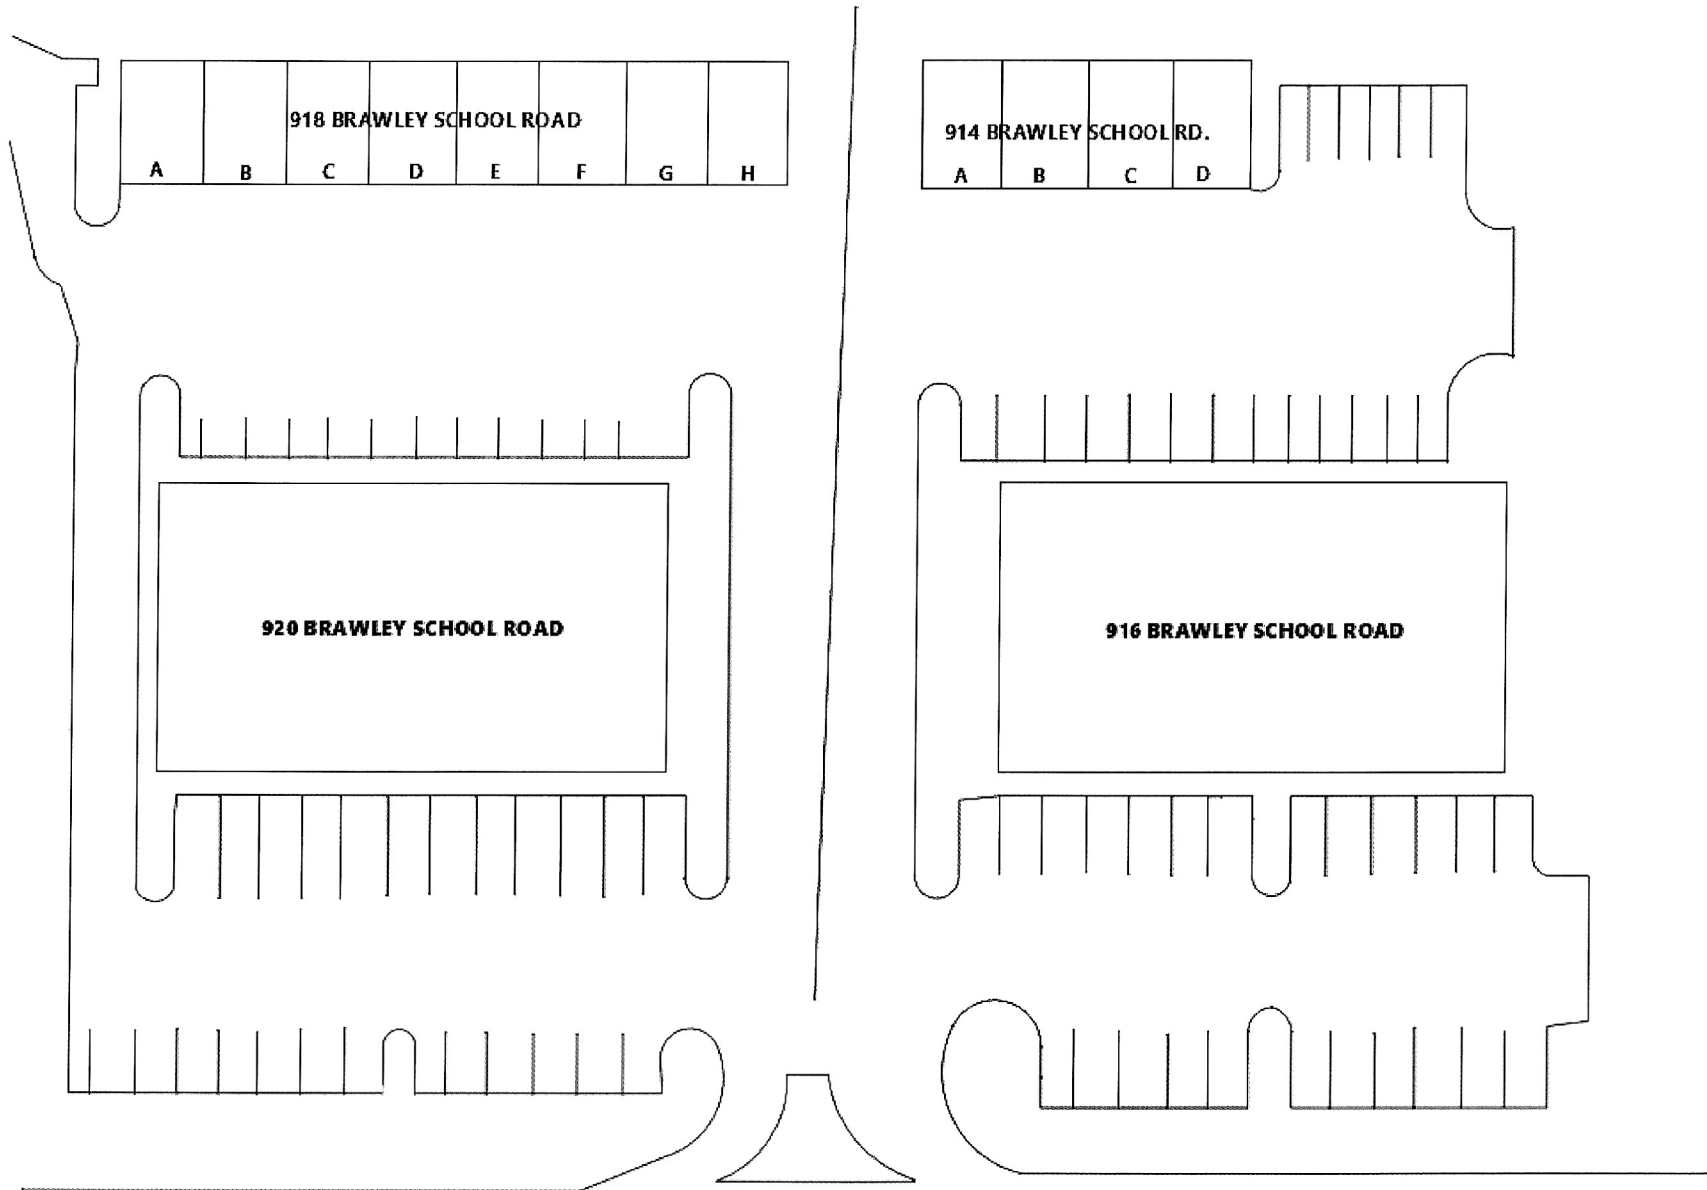 918 BRAWLEY SCHOOL ROAD
A B C D E F G H
914 BRAWLEY SCHOOL RD.
A B C D
920 BRAWLEY SCHOOL ROAD
916 BRAWLEY SCHOOL ROAD